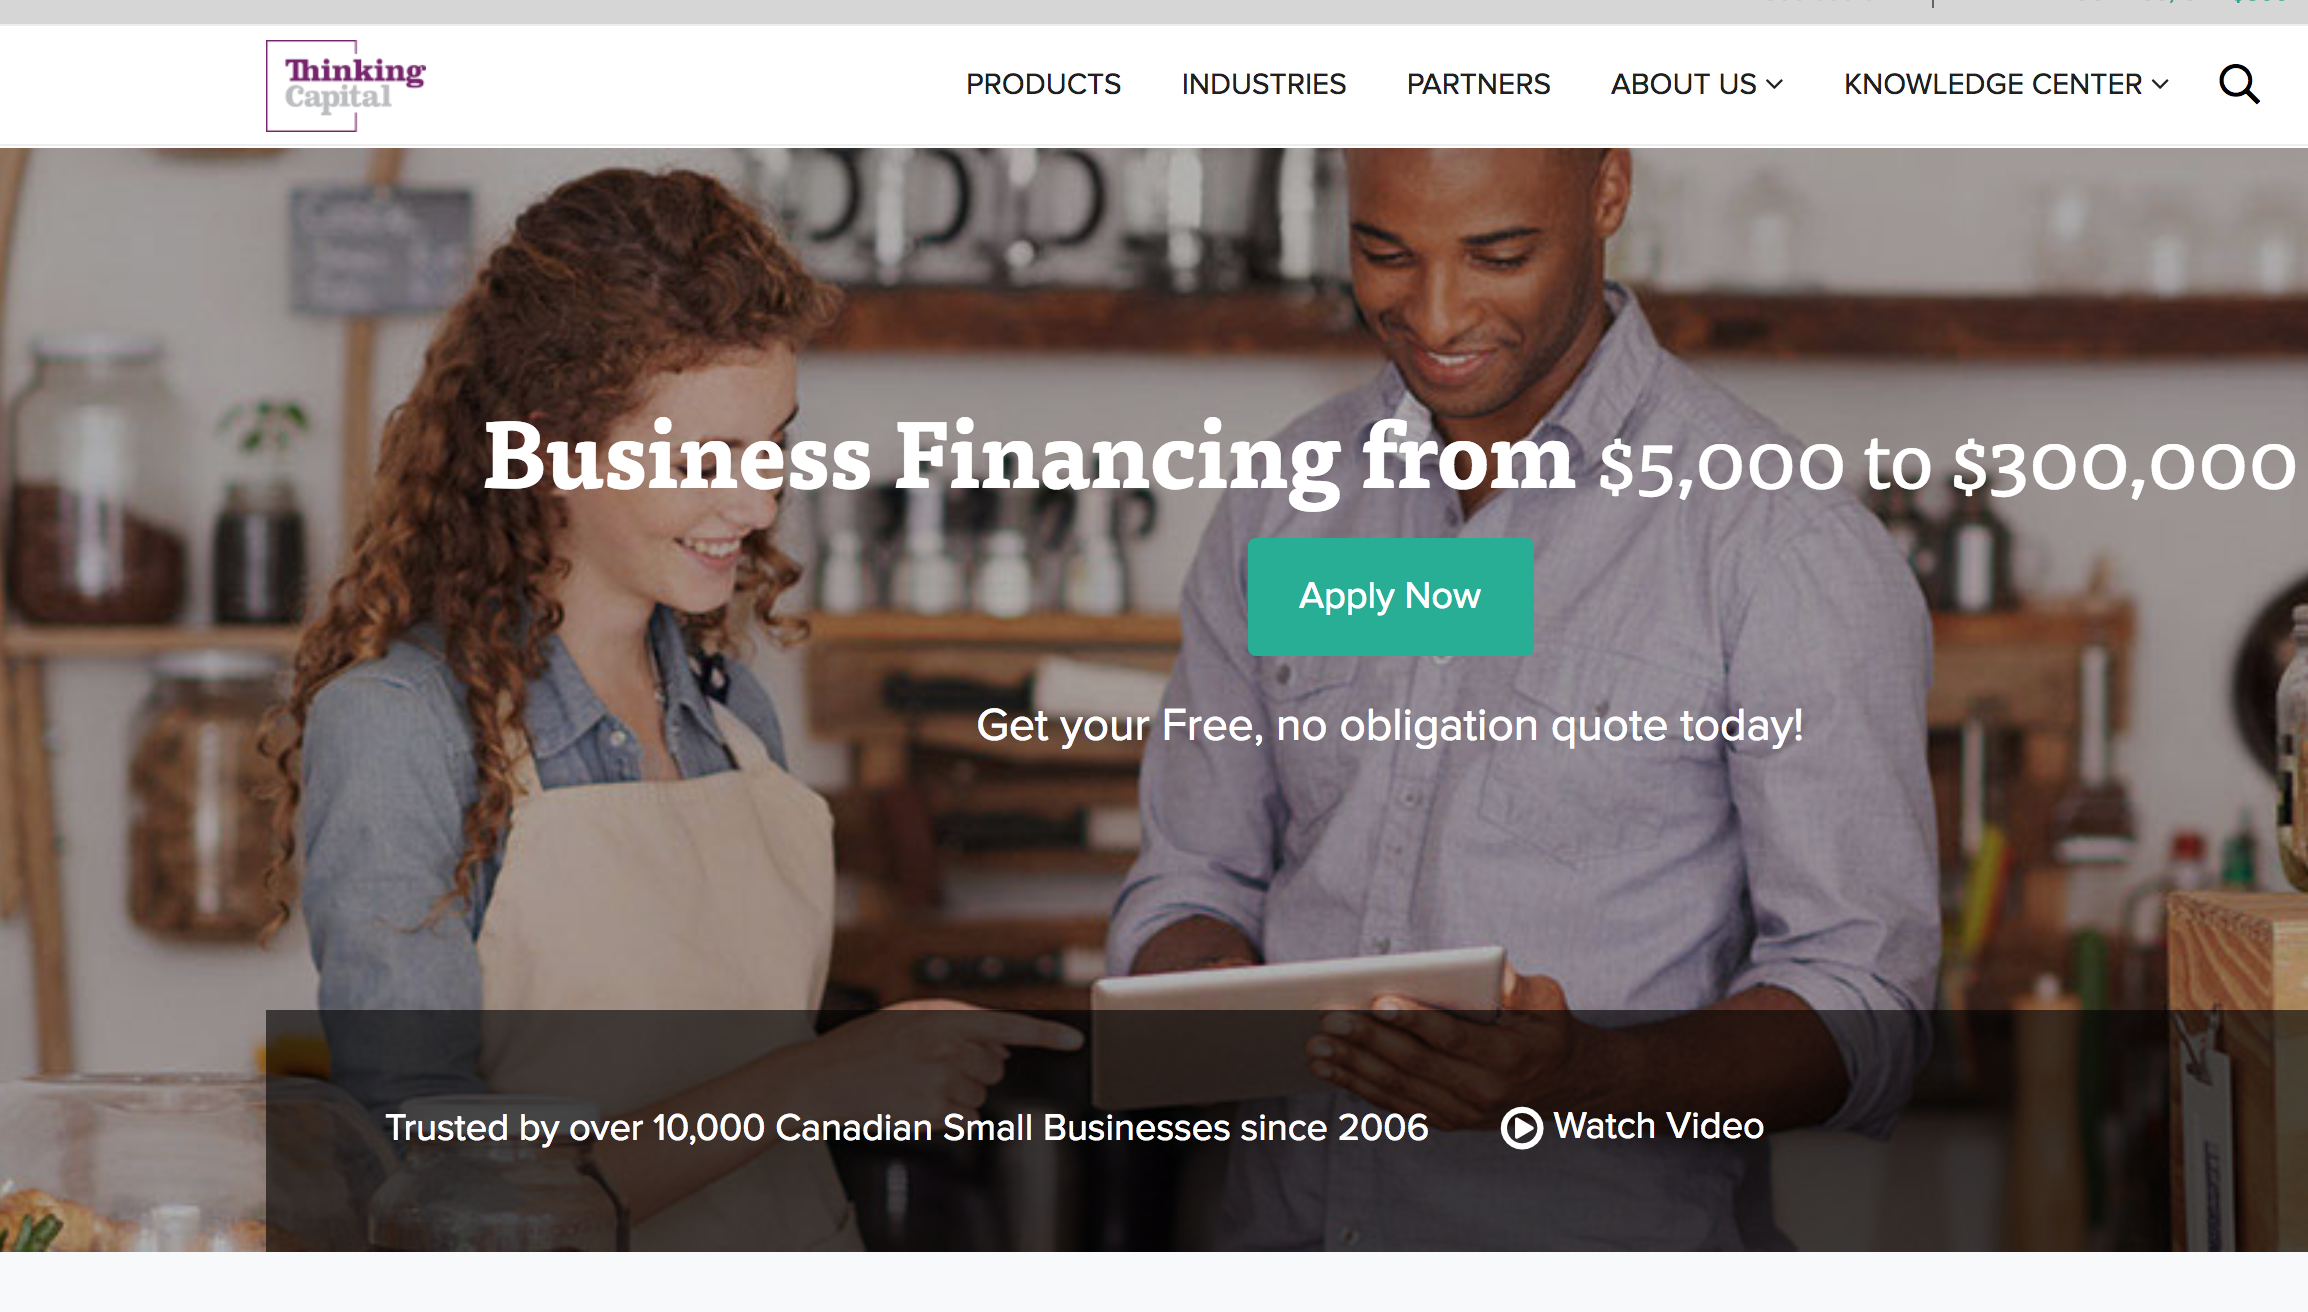 Thinking
Capital
PRODUCTS INDUSTRIES PARTNERS ABOUT US KNOWLEDGE CENTER
Business Financing from $5,000 to $300,000
Apply Now
Get your Free, no obligation quote today!
Trusted by over 10,000 Canadian Small Businesses since 2006
Watch Video